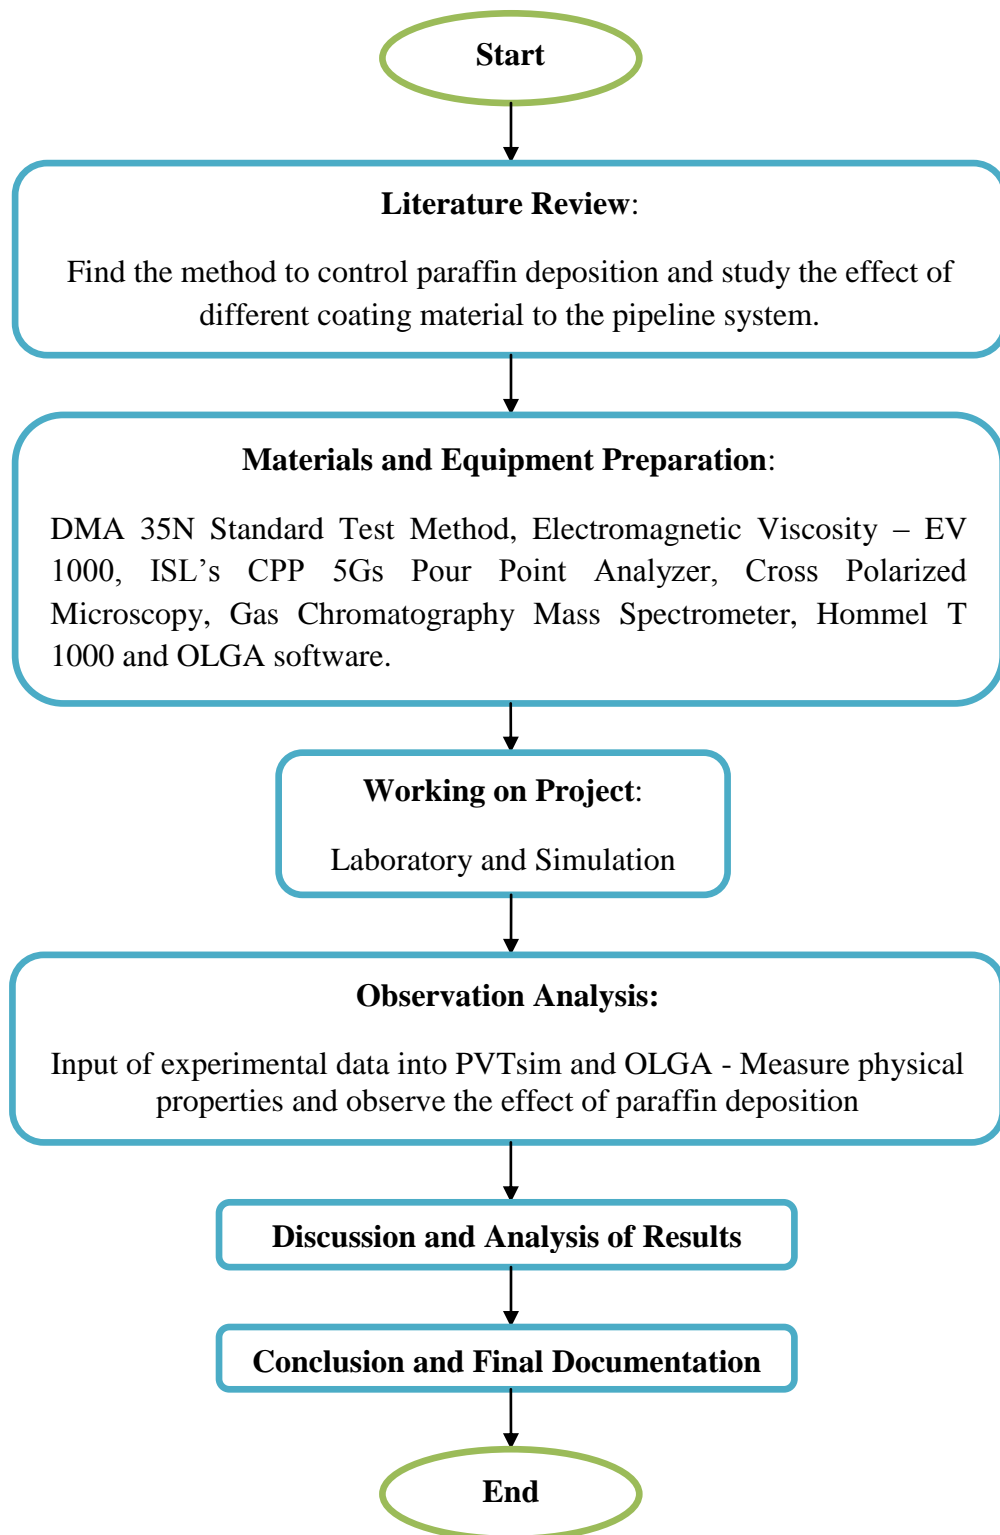 Start
Literature Review:
Find the method to control paraffin deposition and study the effect of
different coating material to the pipeline system.
Materials and Equipment Preparation:
DMA 35N Standard Test Method, Electromagnetic Viscosity – EV
1000, ISL’s CPP 5Gs Pour Point Analyzer, Cross Polarized
Microscopy, Gas Chromatography Mass Spectrometer, Hommel T
1000 and OLGA software.
Working on Project:
Laboratory and Simulation
Observation Analysis:
Input of experimental data into PVTsim and OLGA - Measure physical
properties and observe the effect of paraffin deposition
Discussion and Analysis of Results
Conclusion and Final Documentation
End